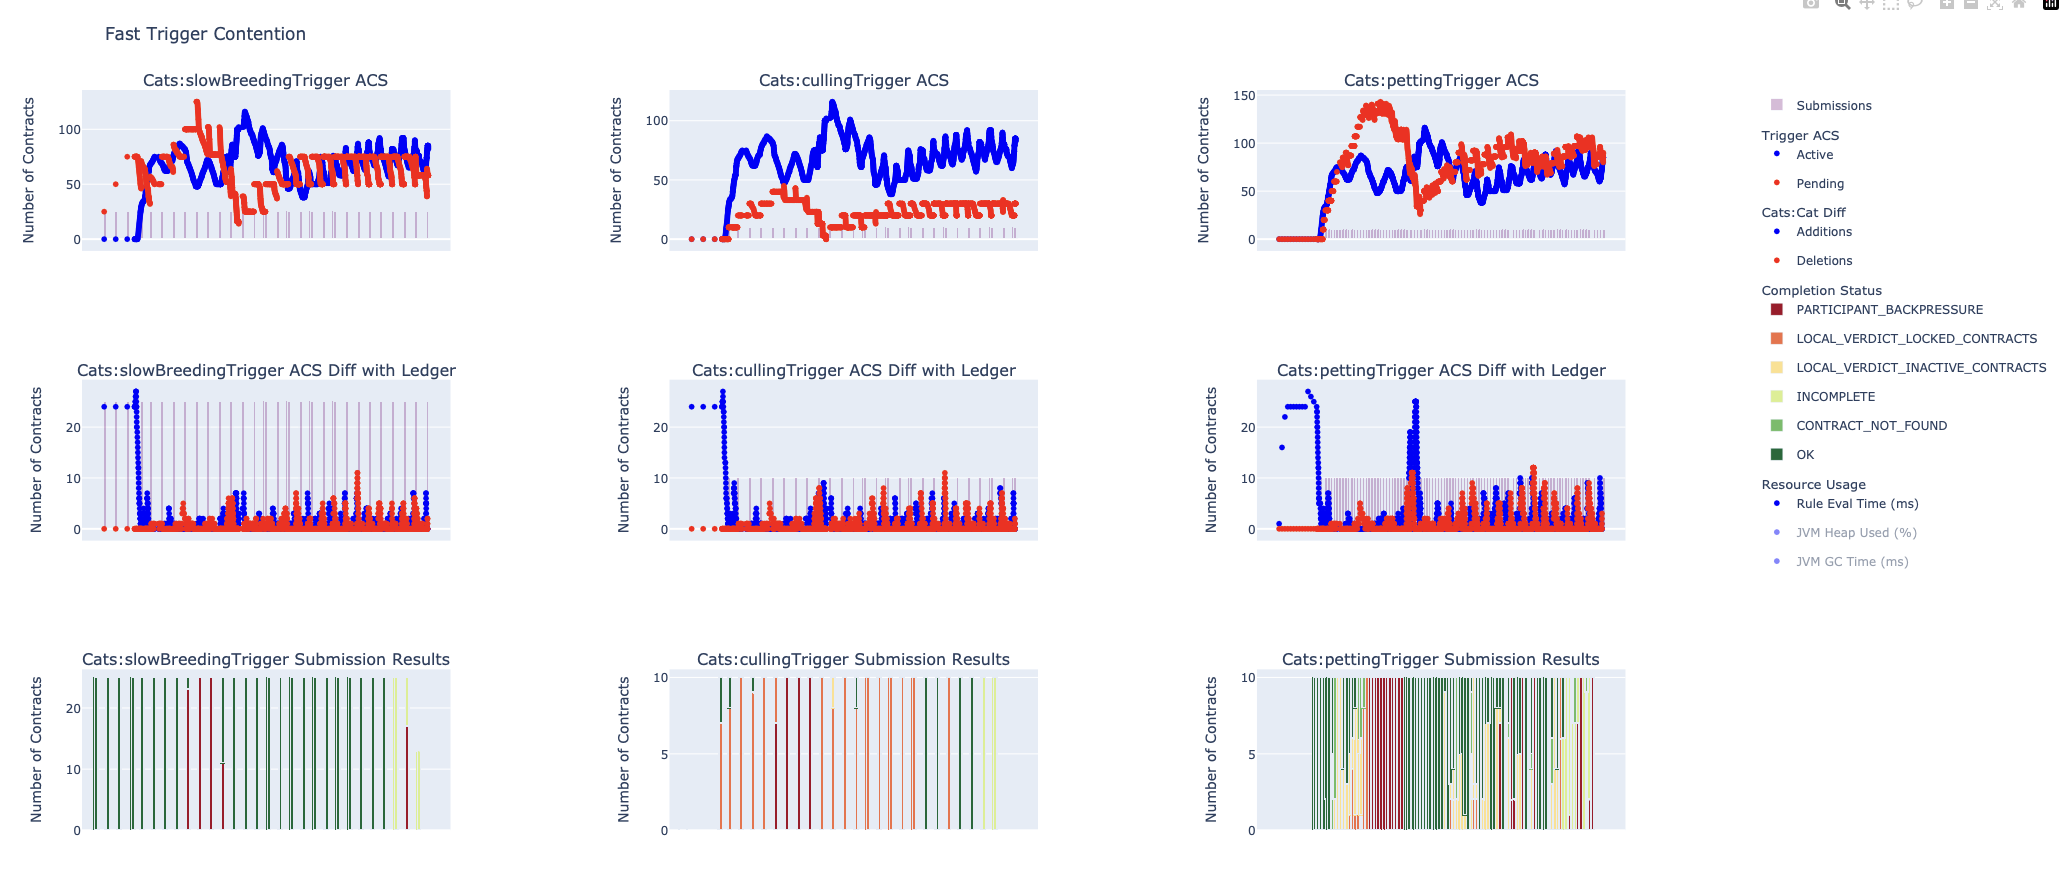 Fast Trigger Contention
Cats:slowBreedingTrigger ACS
Number of Contracts
100
50
0
Cats:cullingTrigger ACS
Number of Contracts
100
50
0
Cats:pettingTrigger ACS
Number of Contracts
150
100
50
0
Cats:slowBreedingTrigger ACS Diff with Ledger
Number of Contracts
20
10
0
Cats:cullingTrigger ACS Diff with Ledger
Number of Contracts
20
10
0
Cats:pettingTrigger ACS Diff with Ledger
Number of Contracts
20
10
0
Cats:slowBreedingTrigger Submission Results
Number of Contracts
20
10
0
Cats:cullingTrigger Submission Results
Number of Contracts
10
5
0
Cats:pettingTrigger Submission Results
Number of Contracts
10
5
0
Submissions
Trigger ACS
Active
Pending
Cats:Cat Diff
Additions
Deletions
Completion Status
PARTICIPANT_BACKPRESSURE
LOCAL_VERDICT_LOCKED_CONTRACTS
LOCAL_VERDICT_INACTIVE_CONTRACTS
INCOMPLETE
CONTRACT_NOT_FOUND
OK
Resource Usage
Rule Eval Time (ms)
JVM Heap Used (%)
JVM GC Time (ms)